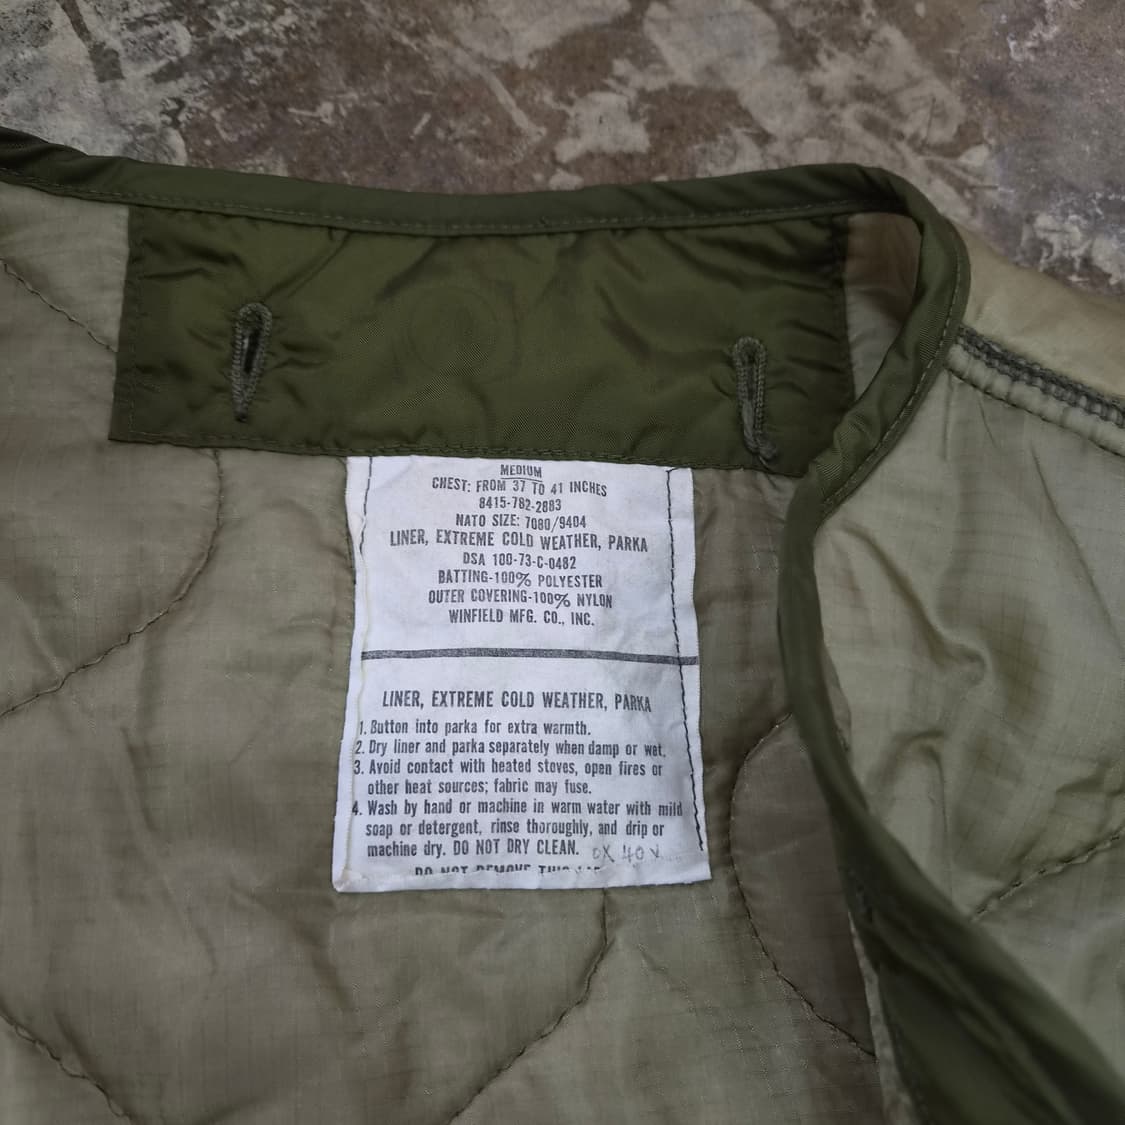 MEDIUM
CHEST: FROM 37 TO 41 INCHES
8415-782-2883
NATO SIZE: 7080/9404
LINER, EXTREME COLD WEATHER, PARKA
DSA 100-73-C-0482
BATTING-100% POLYESTER
OUTER COVERING-100% NYLON
WINFIELD MFG. CO., INC.
LINER, EXTREME COLD WEATHER, PARKA
1. Button into parka for extra warmth.
2. Dry liner and parka separately when damp or wet.
3. Avoid contact with heated stoves, open fires or
other heat sources; fabric may fuse.
4. Wash by hand or machine in warm water with mild
soap or detergent, rinse thoroughly, and drip or
machine dry. DO NOT DRY CLEAN.
DO NOT REMOVE THIS